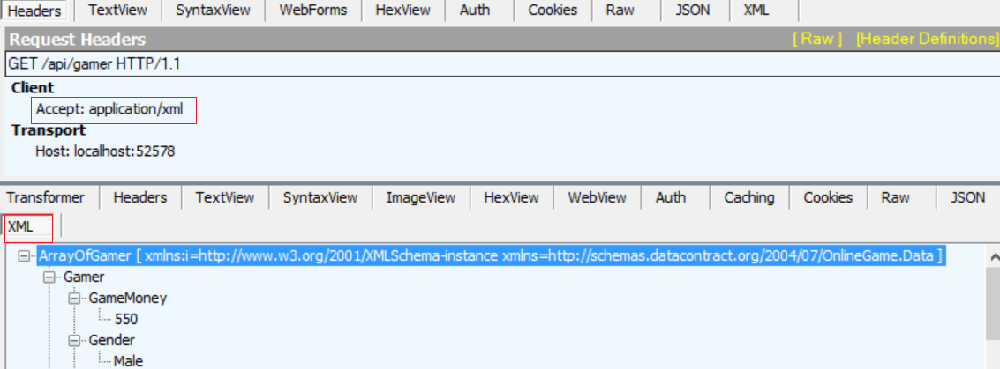 Headers TextView SyntaxView WebForms HexView Auth Cookies Raw JSON XML
Request Headers [ Raw ] [Header Definitions]
GET /api/gamer HTTP/1.1
Client
Accept: application/xml
Transport
Host: localhost:52578
Transformer Headers TextView SyntaxView ImageView HexView WebView Auth Caching Cookies Raw JSON
XML
ArrayOfGamer [ xmlns:i=http://www.w3.org/2001/XMLSchema-instance xmlns=http://schemas.datacontract.org/2004/07/OnlineGame.Data ]
Gamer
GameMoney
550
Gender
Male